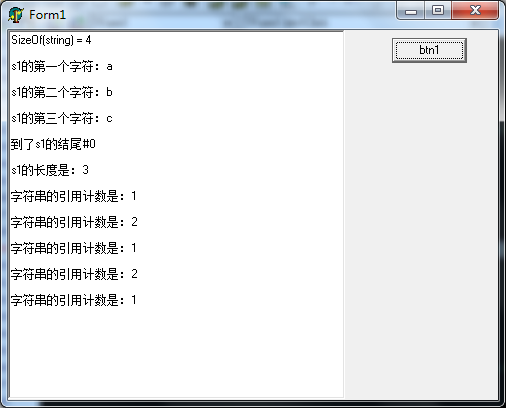 Form1
SizeOf(string) = 4
btn1
s1的第一个字符：a
s1的第二个字符：b
s1的第三个字符：c
到了s1的结尾#0
s1的长度是：3
字符串的引用计数是：1
字符串的引用计数是：2
字符串的引用计数是：1
字符串的引用计数是：2
字符串的引用计数是：1